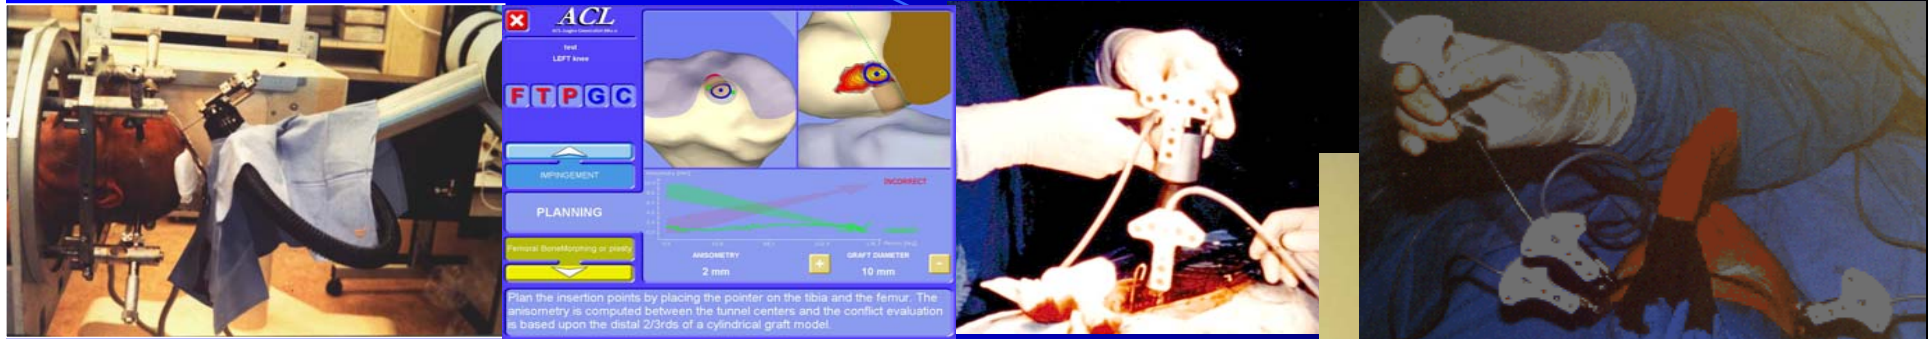 ACL
test
LEFT knee
F T P G C
IMPINGEMENT
PLANNING
Femoral BoneMorphing or plasty
INCORRECT
ANISOMETRY
2 mm
+
GRAFT DIAMETER
10 mm
-
Plan the insertion points by placing the pointer on the tibia and the femur. The
anisometry is computed between the tunnel centers and the conflict evaluation
is based upon the distal 2/3rds of a cylindrical graft model.